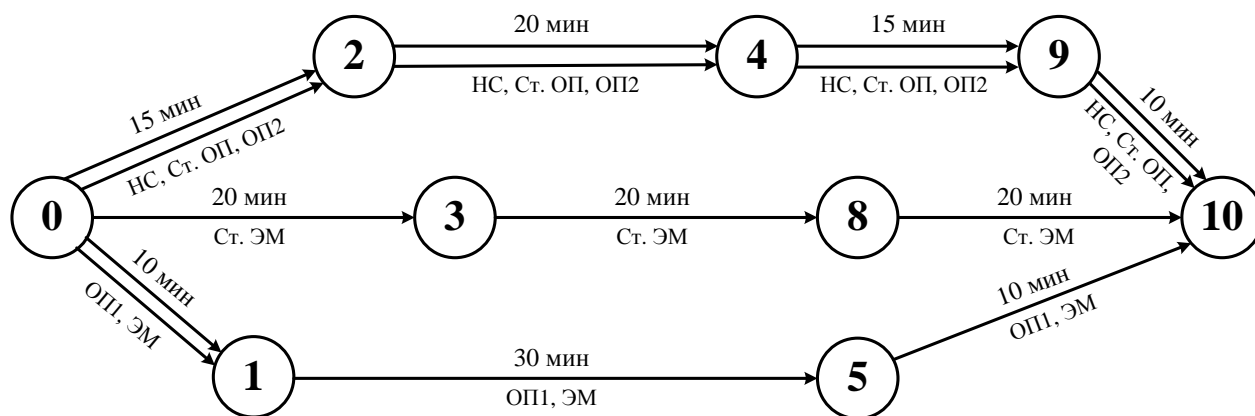 20 мин
15 мин
2
4
9
НС, Ст. ОП, ОП2
НС, Ст. ОП, ОП2
15 мин
НС, Ст. ОП, ОП2
10 мин
НС, Ст. ОП,
ОП2
0
20 мин
Ст. ЭМ
3
20 мин
Ст. ЭМ
8
20 мин
Ст. ЭМ
10
10 мин
ОП1, ЭМ
1
30 мин
ОП1, ЭМ
5
10 мин
ОП1, ЭМ